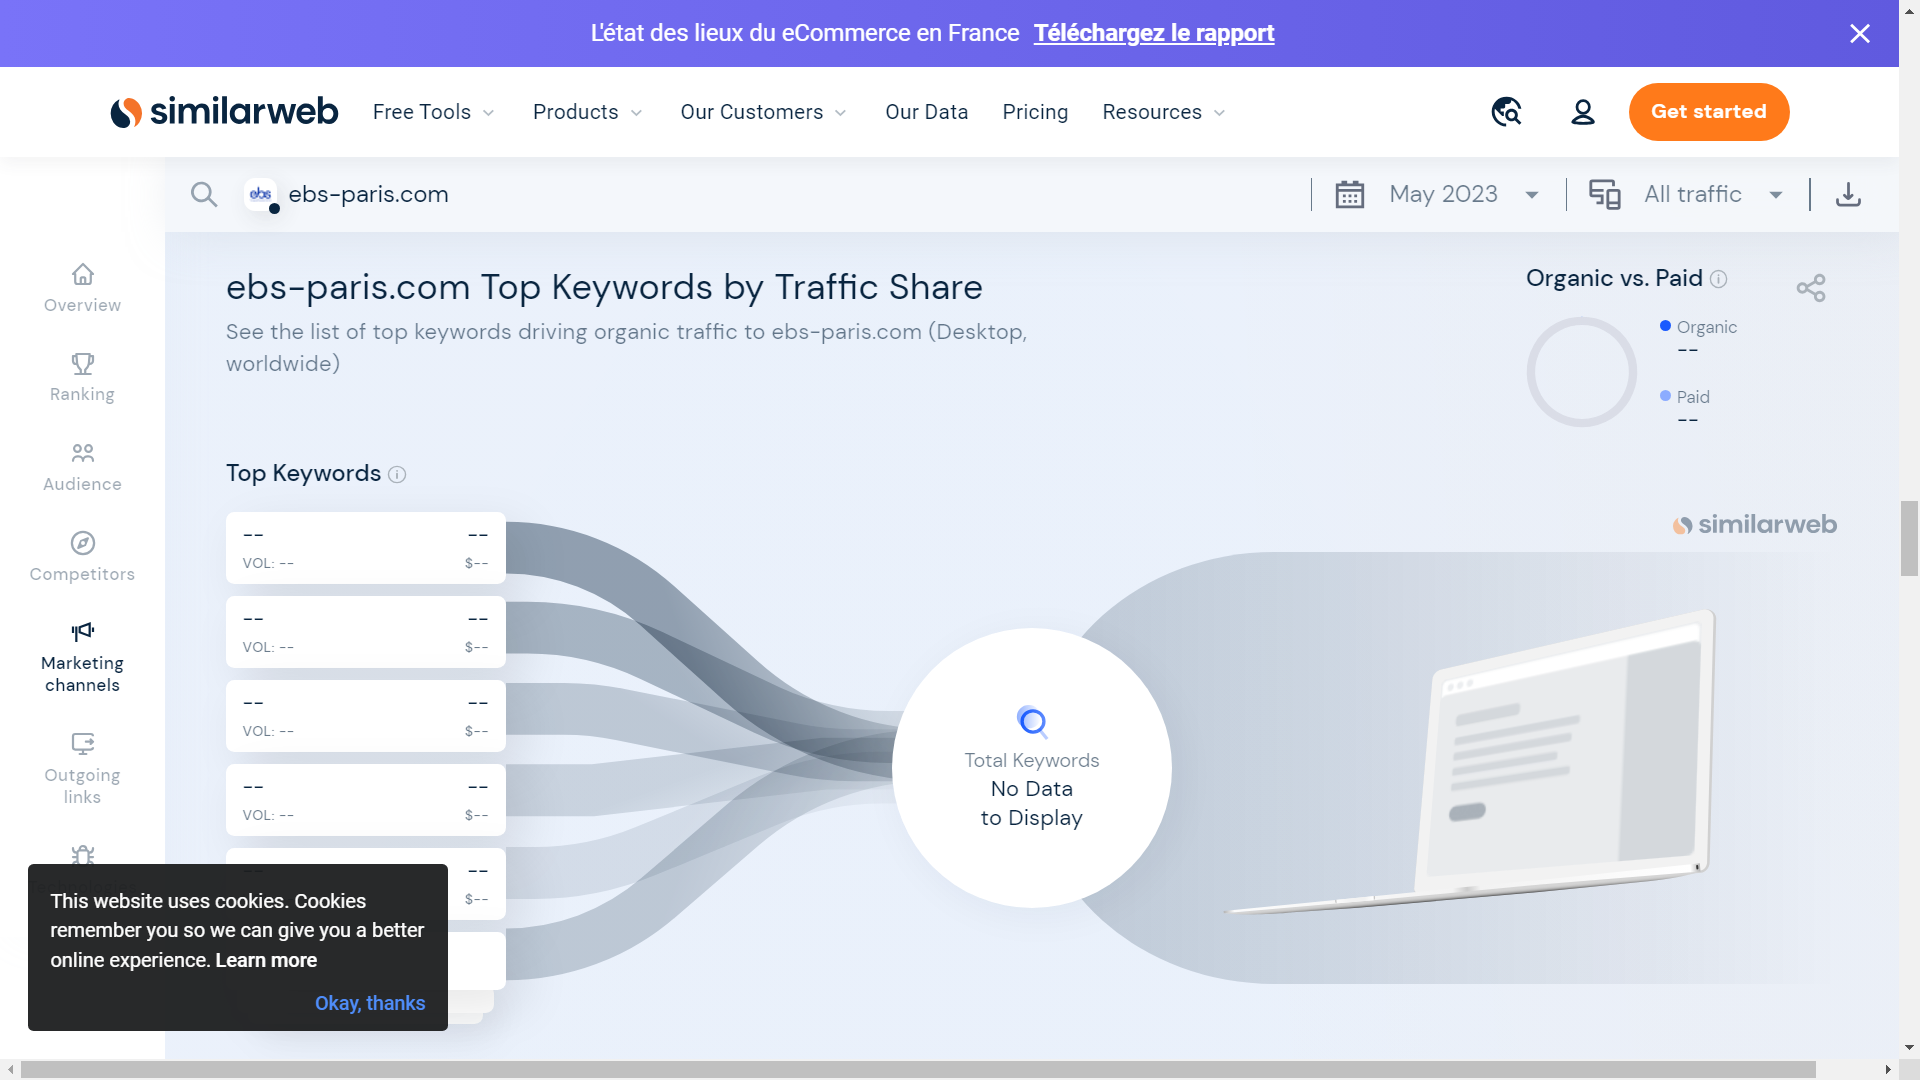 L'état des lieux du eCommerce en France Téléchargez le rapport
similarweb Free Tools Products Our Customers Our Data Pricing Resources Get started
ebs ebs-paris.com May 2023 All traffic
Overview
Ranking
Audience
Competitors
Marketing
channels
Outgoing
links
ebs-paris.com Top Keywords by Traffic Share
See the list of top keywords driving organic traffic to ebs-paris.com (Desktop,
worldwide)
Organic vs. Paid
Organic
--
Paid
--
Top Keywords
similarweb
-- --
VOL: -- $--
-- --
VOL: -- $--
-- --
VOL: -- $--
-- --
VOL: -- $--
-- --
$--
Total Keywords
No Data
to Display
This website uses cookies. Cookies
remember you so we can give you a better
online experience. Learn more
Okay, thanks